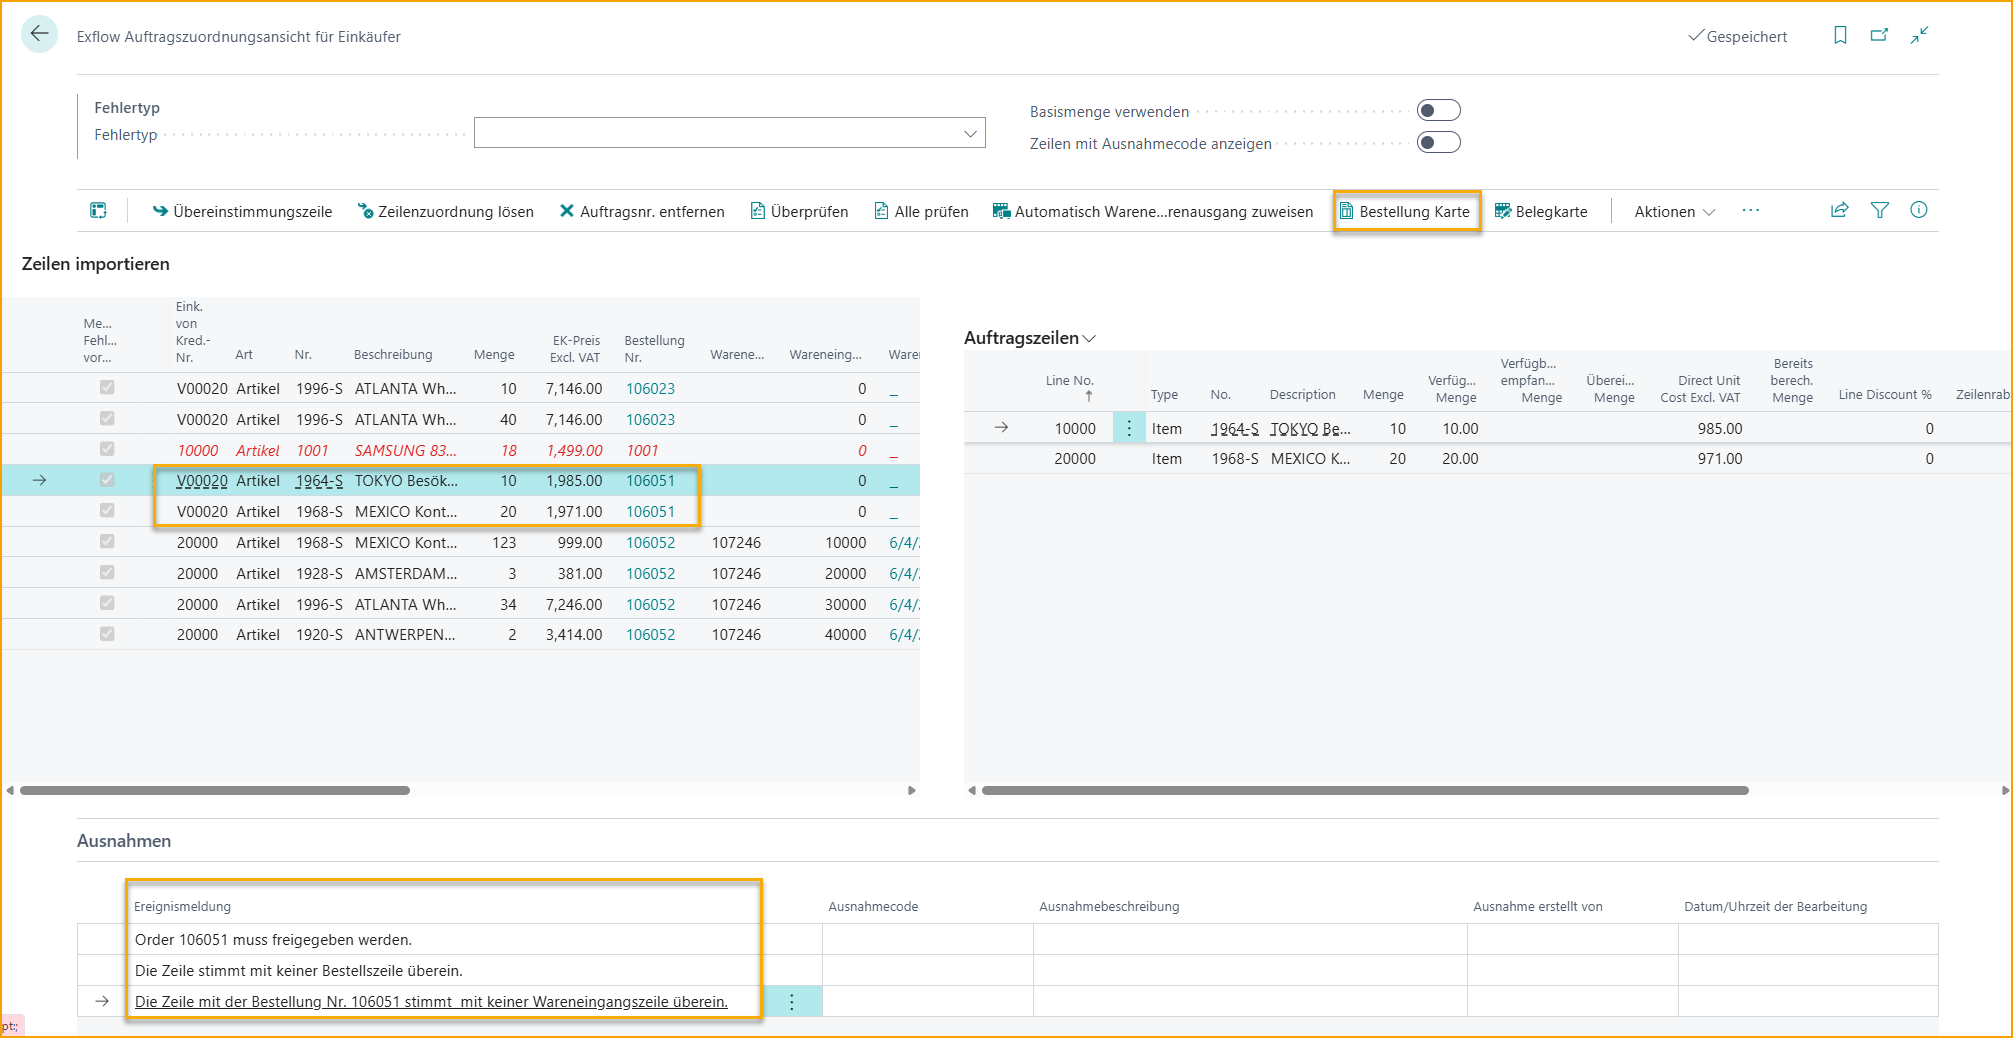 Exflow Auftragszuordnungsansicht für Einkäufer
Gespeichert
Fehlertyp
Fehlertyp
Basismenge verwenden
Zeilen mit Ausnahmecode anzeigen
Übereinstimmungszeile Zeilenzuordnung lösen Auftragsnr. entfernen Überprüfen Alle prüfen Automatisch Warene...renausgang zuweisen Bestellung Karte Belegkarte Aktionen ...
Zeilen importieren
Me... Fehl... vor... Eink. von Kred.-Nr. Art Nr. Beschreibung Menge EK-Preis Excl. VAT Bestellung Nr. Warene... Wareneing... Waren
V00020 Artikel 1996-S ATLANTA Wh... 10 7,146.00 106023 0 _
V00020 Artikel 1996-S ATLANTA Wh... 40 7,146.00 106023 0 _
10000 Artikel 1001 SAMSUNG 83... 18 1,499.00 1001 0 _
V00020 Artikel 1964-S TOKYO Besök... 10 1,985.00 106051 0 _
V00020 Artikel 1968-S MEXICO Kont... 20 1,971.00 106051 0 _
20000 Artikel 1968-S MEXICO Kont... 123 999.00 106052 107246 10000 6/4/
20000 Artikel 1928-S AMSTERDAM... 3 381.00 106052 107246 20000 6/4/
20000 Artikel 1996-S ATLANTA Wh... 34 7,246.00 106052 107246 30000 6/4/
20000 Artikel 1920-S ANTWERPEN... 2 3,414.00 106052 107246 40000 6/4/
Auftragszeilen
Line No. ↑ Type No. Description Menge Verfüg... Menge Verfügb... empfan... Menge Überei... Menge Direct Unit Cost Excl. VAT Bereits berech. Menge Line Discount % Zeilenrab
10000 Item 1964-S TOKYO Be... 10 10.00 985.00 0
20000 Item 1968-S MEXICO K... 20 20.00 971.00 0
Ausnahmen
Ereignismeldung Ausnahmecode Ausnahmebeschreibung Ausnahme erstellt von Datum/Uhrzeit der Bearbeitung
Order 106051 muss freigegeben werden.
Die Zeile stimmt mit keiner Bestellszeile überein.
Die Zeile mit der Bestellung Nr. 106051 stimmt  mit keiner Wareneingangszeile überein.
pt:;